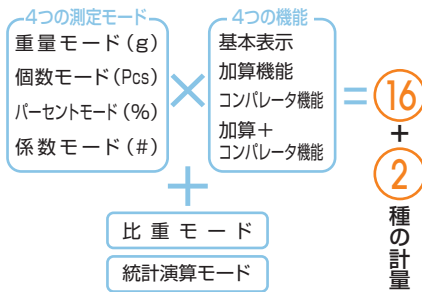 4つの測定モード
重量モード(g)
個数モード(Pcs)
パーセントモード(%)
係数モード(#)
×
4つの機能
基本表示
加算機能
コンパレータ機能
加算+
コンパレータ機能
=
16
+
2
種の計量
+
比重モード
統計演算モード